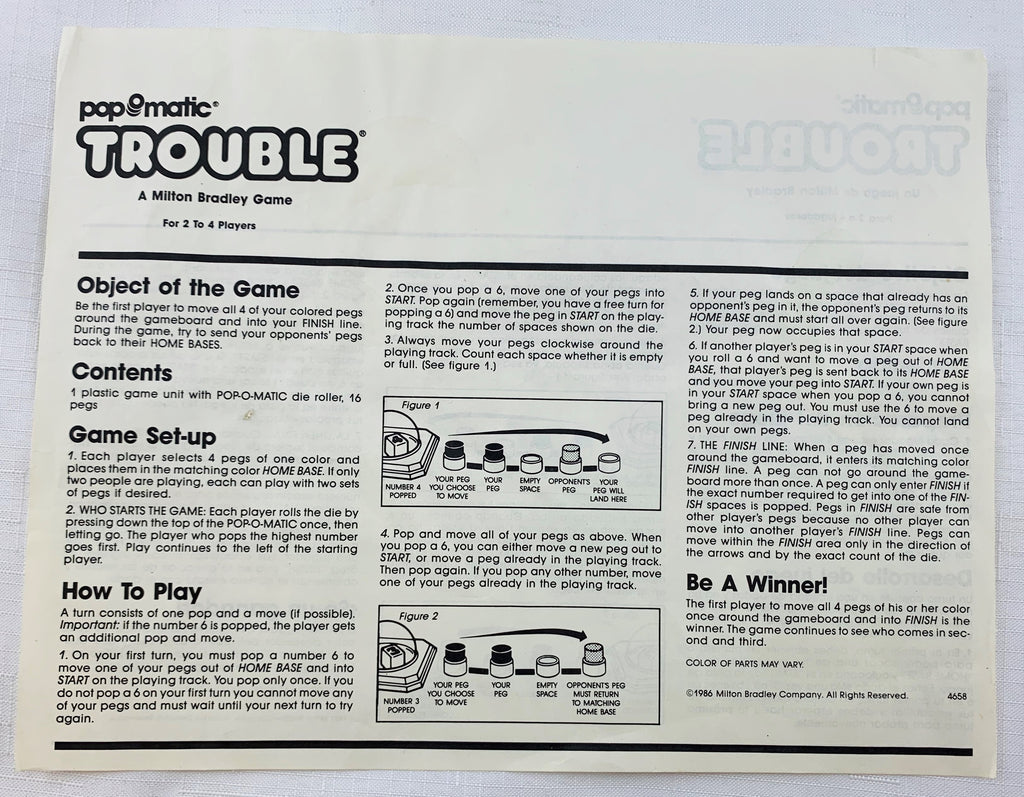 pop-o-matic®
TROUBLE®
A Milton Bradley Game
For 2 To 4 Players
Object of the Game
Be the first player to move all 4 of your colored pegs
around the gameboard and into your FINISH line.
During the game, try to send your opponents' pegs
back to their HOME BASES.
Contents
1 plastic game unit with POP-O-MATIC die roller, 16
pegs
Game Set-up
1. Each player selects 4 pegs of one color and
places them in the matching color HOME BASE. If only
two people are playing, each can play with two sets
of pegs if desired.
2. WHO STARTS THE GAME: Each player rolls the die by
pressing down the top of the POP-O-MATIC once, then
letting go. The player who pops the highest number
goes first. Play continues to the left of the starting
player.
How To Play
A turn consists of one pop and a move (if possible).
Important: if the number 6 is popped, the player gets
an additional pop and move.
1. On your first turn, you must pop a number 6 to
move one of your pegs out of HOME BASE and into
START on the playing track. You pop only once. If you
do not pop a 6 on your first turn you cannot move any
of your pegs and must wait until your next turn to try
again.
2. Once you pop a 6, move one of your pegs into
START. Pop again (remember, you have a free turn for
popping a 6) and move the peg in START on the play-
ing track the number of spaces shown on the die.
3. Always move your pegs clockwise around the
playing track. Count each space whether it is empty
or full. (See figure 1.)
Figure 1
NUMBER 4
POPPED
YOUR PEG
YOU CHOOSE
TO MOVE
YOUR
PEG
EMPTY
SPACE
OPPONENTS
PEG
YOUR
PEG WILL
LAND HERE
4. Pop and move all of your pegs as above. When
you pop a 6, you can either move a new peg out to
START, or move a peg already in the playing track.
Then pop again. If you pop any other number, move
one of your pegs already in the playing track.
Figure 2
NUMBER 3
POPPED
YOUR PEG
YOU CHOOSE
TO MOVE
YOUR
PEG
EMPTY
SPACE
OPPONENT'S PEG
MUST RETURN
TO MATCHING
HOME BASE
5. If your peg lands on a space that already has an
opponent's peg in it, the opponent's peg returns to its
HOME BASE and must start all over again. (See figure
2.) Your peg now occupies that space.
6. If another player's peg is in your START space when
you roll a 6 and want to move a peg out of HOME
BASE, that player's peg is sent back to its HOME BASE
and you move your peg into START. If your own peg is
in your START space when you pop a 6, you cannot
bring a new peg out. You must use the 6 to move a
peg already in the playing track. You cannot land
on your own pegs.
7. THE FINISH LINE: When a peg has moved once
around the gameboard, it enters its matching color
FINISH line. A peg can not go around the game-
board more than once. A peg can only enter FINISH if
the exact number required to get into one of the FIN-
ISH spaces is popped. Pegs in FINISH are safe from
other player's pegs because no other player can
move into another player's FINISH line. Pegs can
move within the FINISH area only in the direction of
the arrows and by the exact count of the die.
Be A Winner!
The first player to move all 4 pegs of his or her color
once around the gameboard and into FINISH is the
winner. The game continues to see who comes in sec-
ond and third.
COLOR OF PARTS MAY VARY.
©1986 Milton Bradley Company. All Rights Reserved. 4658